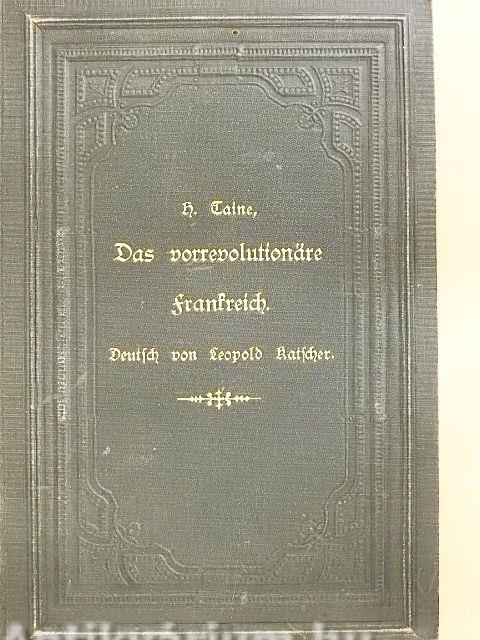 H. Taine,
Das vorrevolutionäre
Frankreich.
Deutsch von Leopold Katscher.